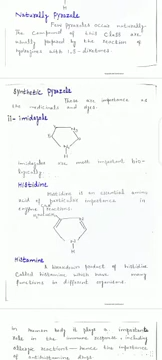 Naturally Pyrazole
Few Pyrazoles occurs naturally.
The compound of this class are
usually prepared by the reaction of
hydrazines with 1,3-diketones.
Synthetic Pyrazole
These are importance as
the medicinals and dyes.
Imidazole
N
H
Imidazoles are most important bio-
logically.
Histidine
Histidine is an essential amino
acid of particular importance in
enzyme reactions.
N
H
Histamine
A breakdown product of histidine
called histamine which have many
functions in different organisms.
In human body it plays a importante
role in the immune response, including
allergic reactions — hence the importance
of antihistamine drugs.